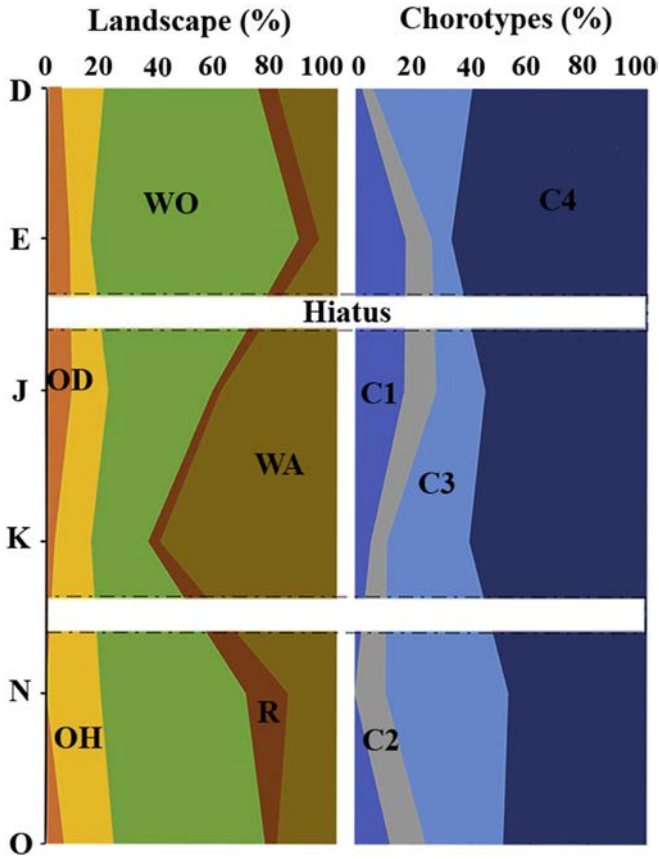 Landscape (%) Chorotypes (%)
0 20 40 60 80 100 0 20 40 60 80 100
D
WO C4
E
Hiatus
OD
J C1
WA C3
K
N
R
OH C2
O